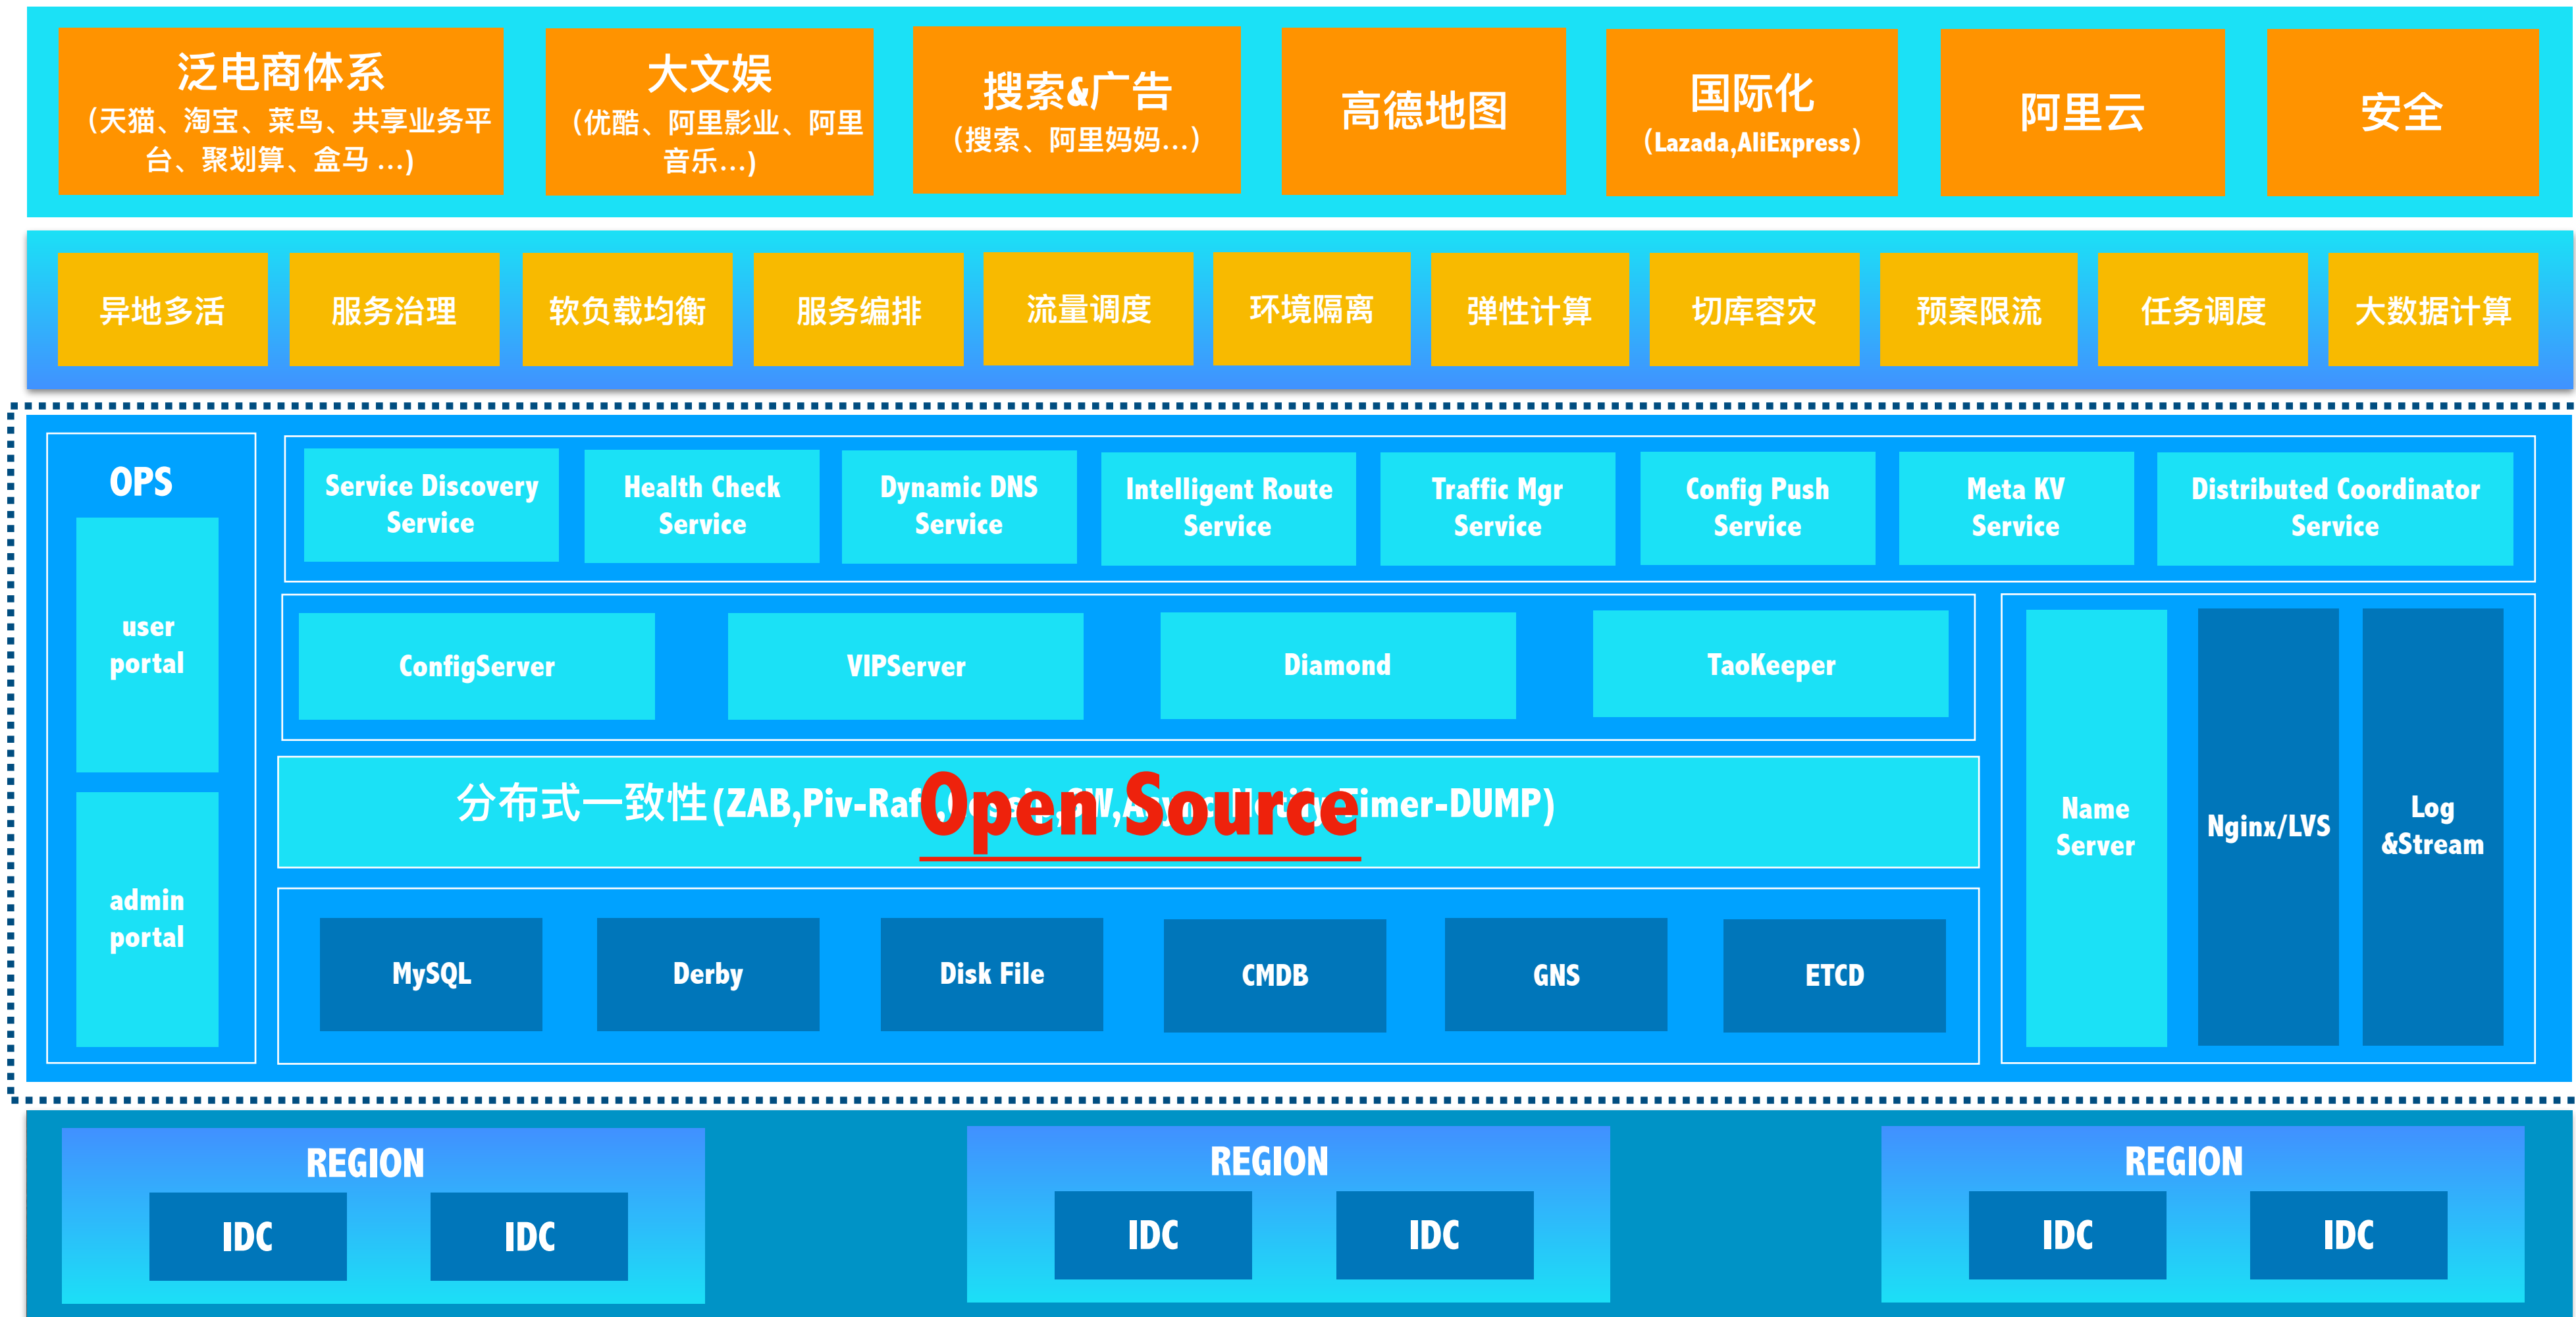 泛电商体系
(天猫、淘宝、菜鸟、共享业务平
台、聚划算、盒马 ...)
大文娱
(优酷、阿里影业、阿里
音乐...)
搜索&广告
(搜索、阿里妈妈...)
高德地图
国际化
(Lazada,AliExpress)
阿里云
安全
异地多活
服务治理
软负载均衡
服务编排
流量调度
环境隔离
弹性计算
切库容灾
预案限流
任务调度
大数据计算
OPS
user
portal
admin
portal
Service Discovery
Service
Health Check
Service
Dynamic DNS
Service
Intelligent Route
Service
Traffic Mgr
Service
Config Push
Service
Meta KV
Service
Distributed Coordinator
Service
ConfigServer
VIPServer
Diamond
TaoKeeper
分布式一致性(ZAB,Piv-Raft Timer-DUMP)
Open Source
MySQL
Derby
Disk File
CMDB
GNS
ETCD
Name
Server
Nginx/LVS
Log
&Stream
REGION
IDC
IDC
REGION
IDC
IDC
REGION
IDC
IDC